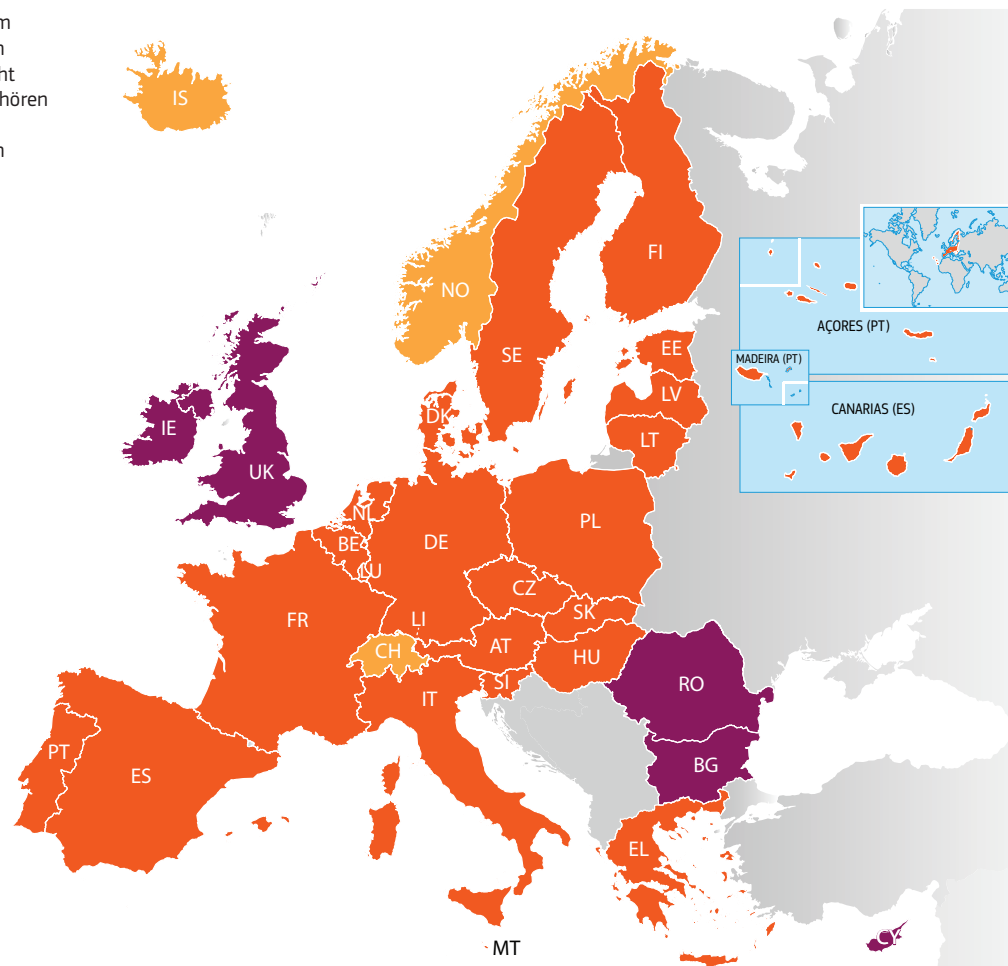 m
n
ht
hören
n
IS
NO
FI
SE
EE
LV
LT
DK
IE
UK
NL
BE
LU
DE
PL
CZ
SK
FR
LI
CH
AT
HU
SI
IT
RO
BG
PT
ES
EL
MT
CY
AÇORES (PT)
MADEIRA (PT)
CANARIAS (ES)